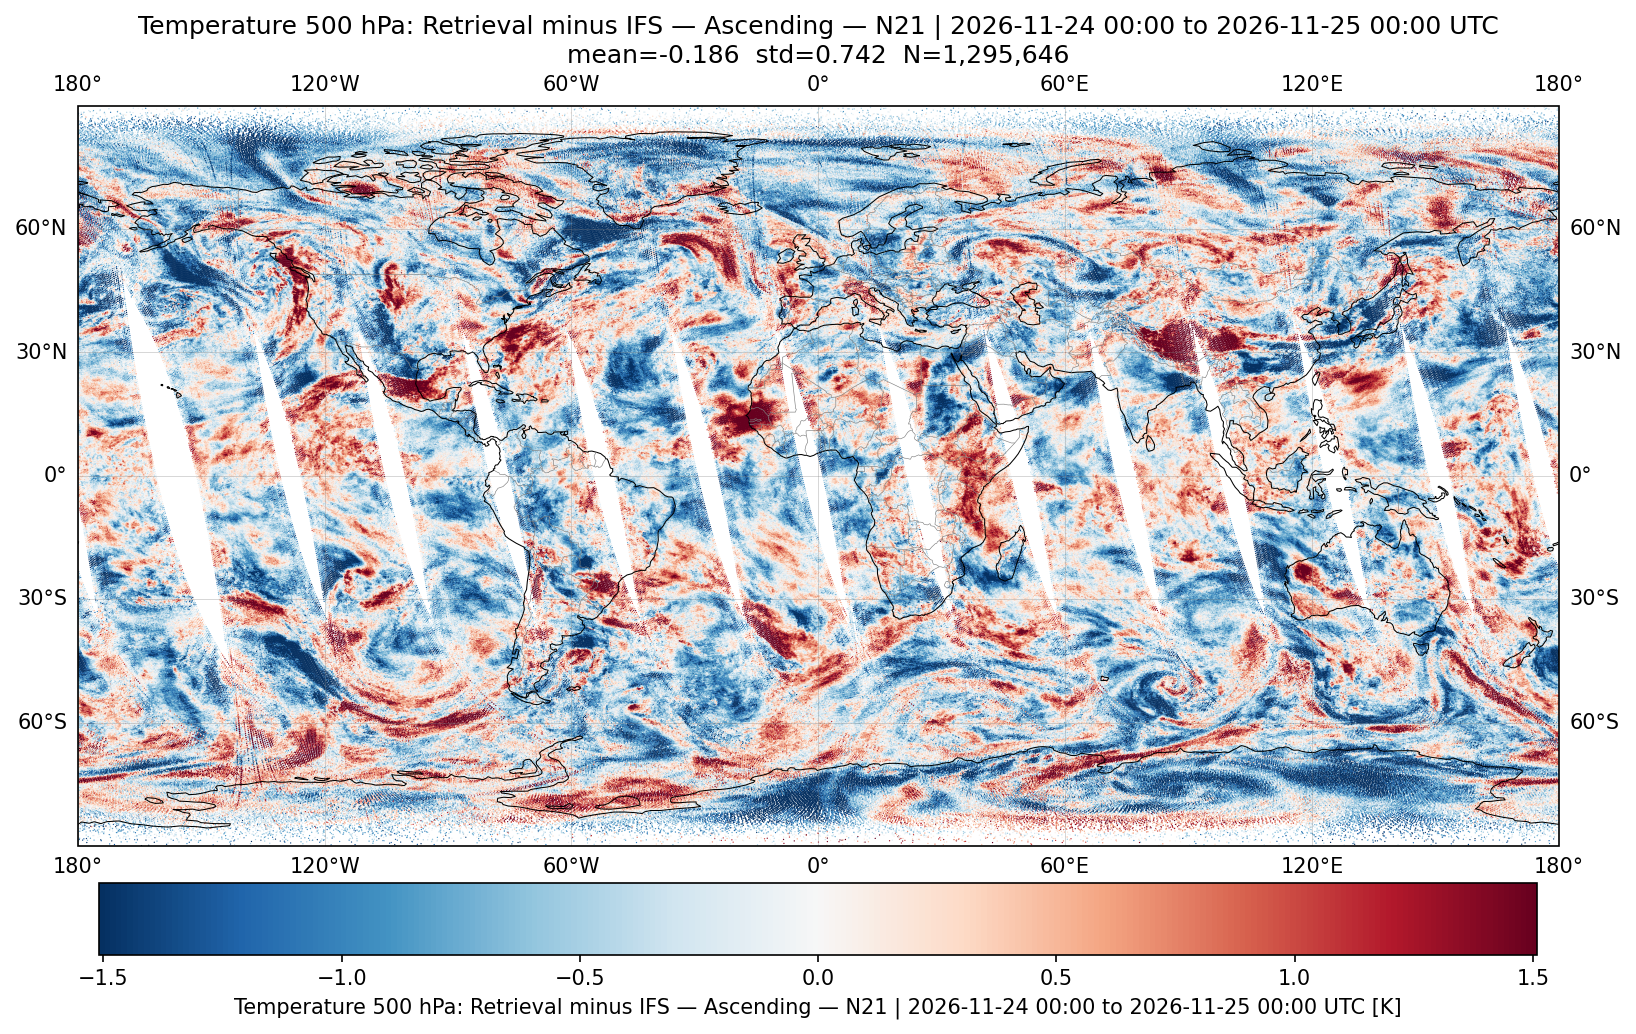 Temperature 500 hPa: Retrieval minus IFS — Ascending — N21 | 2026-11-24 00:00 to 2026-11-25 00:00 UTC
mean=-0.186 std=0.742 N=1,295,646
180° 120°W 60°W 0° 60°E 120°E 180°
60°N 60°N
30°N 30°N
0° 0°
30°S 30°S
60°S 60°S
180° 120°W 60°W 0° 60°E 120°E 180°
−1.5 −1.0 −0.5 0.0 0.5 1.0 1.5
Temperature 500 hPa: Retrieval minus IFS — Ascending — N21 | 2026-11-24 00:00 to 2026-11-25 00:00 UTC [K]